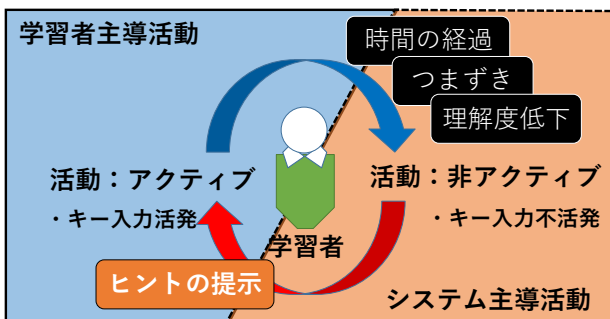 学習者主導活動
時間の経過
つまずき
理解度低下
活動：アクティブ
・キー入力活発
活動：非アクティブ
・キー入力不活発
学習者
ヒントの提示
システム主導活動